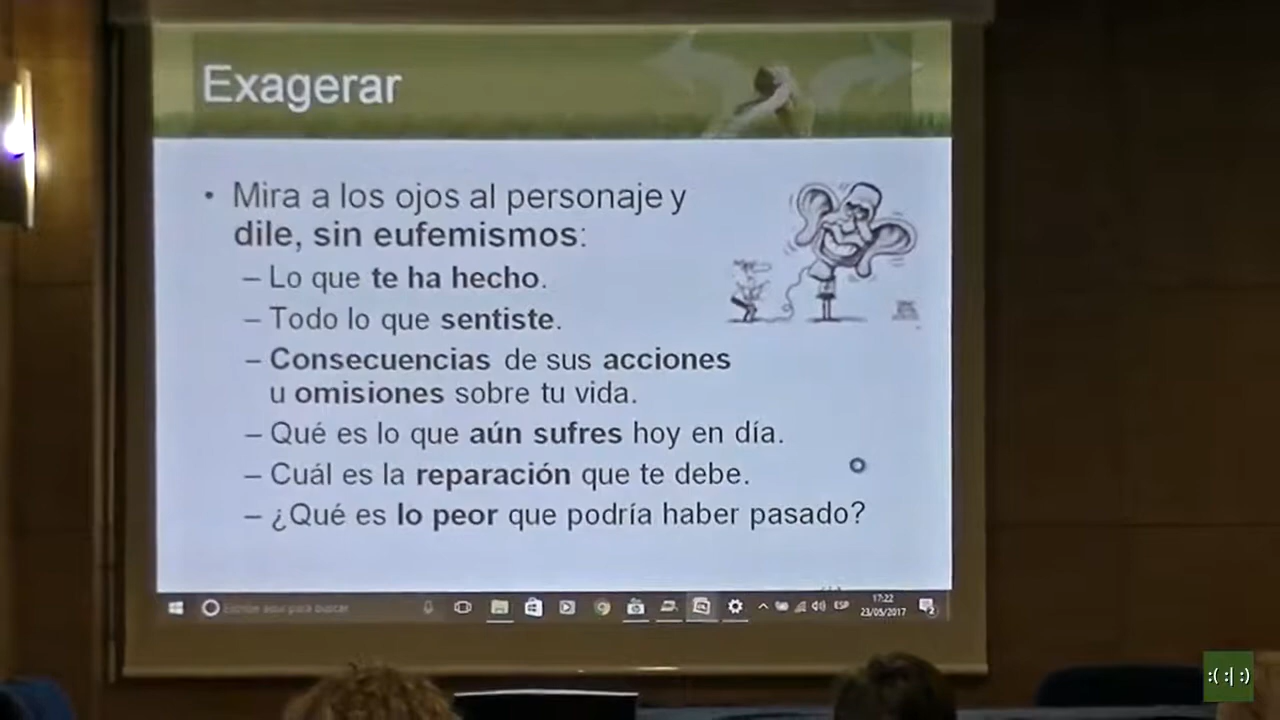 Exagerar
• Mira a los ojos al personaje y
dile, sin eufemismos:
– Lo que te ha hecho.
– Todo lo que sentiste.
– Consecuencias de sus acciones
u omisiones sobre tu vida.
– Qué es lo que aún sufres hoy en día.
– Cuál es la reparación que te debe.
– ¿Qué es lo peor que podría haber pasado?
Escribe aquí para buscar
ESP
17:22
23/05/2017
2
:( :| :)